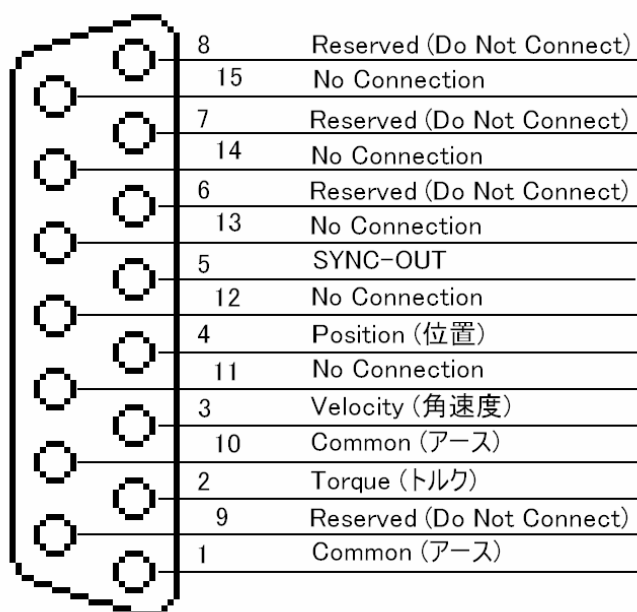 8 Reserved (Do Not Connect)
15 No Connection
7 Reserved (Do Not Connect)
14 No Connection
6 Reserved (Do Not Connect)
13 No Connection
5 SYNC-OUT
12 No Connection
4 Position (位置)
11 No Connection
3 Velocity (角速度)
10 Common (アース)
2 Torque (トルク)
9 Reserved (Do Not Connect)
1 Common (アース)